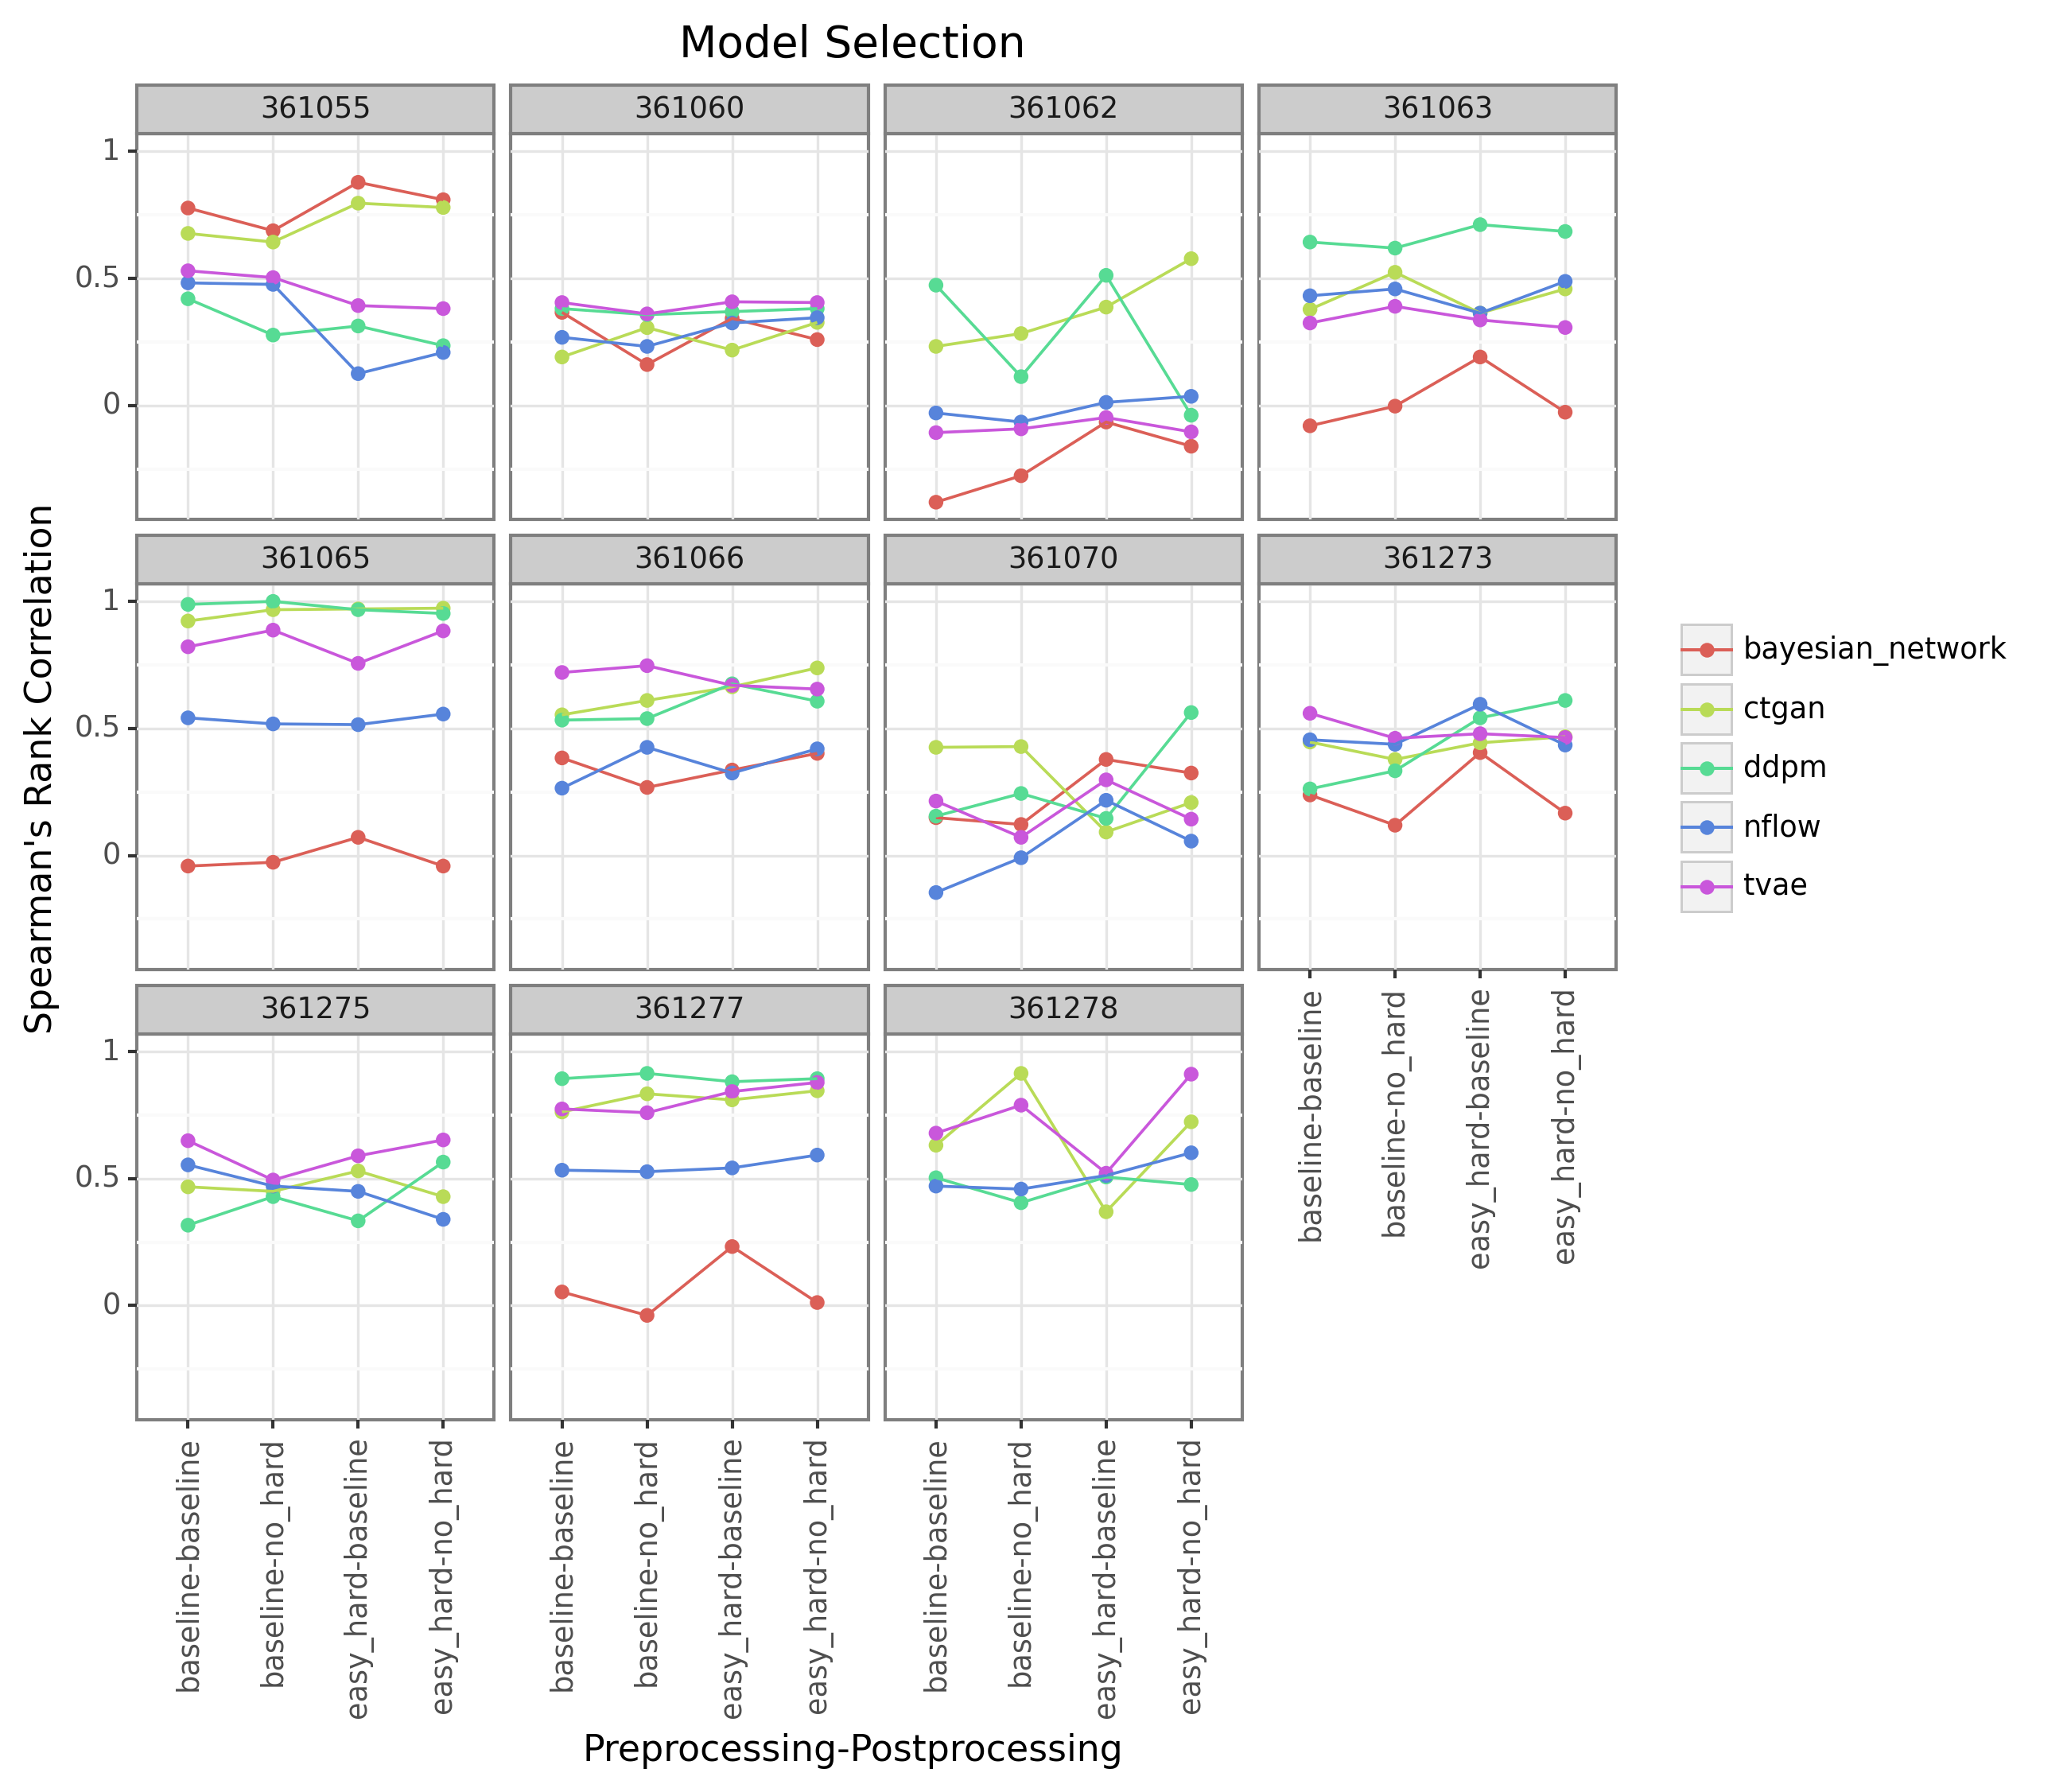 Model Selection
361055
361060
361062
361063
1
0.5
0
361065
361066
361070
361273
1
0.5
0
361275
361277
361278
1
0.5
0
Spearman's Rank Correlation
baseline-baseline
baseline-no_hard
easy_hard-baseline
easy_hard-no_hard
baseline-baseline
baseline-no_hard
easy_hard-baseline
easy_hard-no_hard
baseline-baseline
baseline-no_hard
easy_hard-baseline
easy_hard-no_hard
baseline-baseline
baseline-no_hard
easy_hard-baseline
easy_hard-no_hard
Preprocessing-Postprocessing
bayesian_network
ctgan
ddpm
nflow
tvae